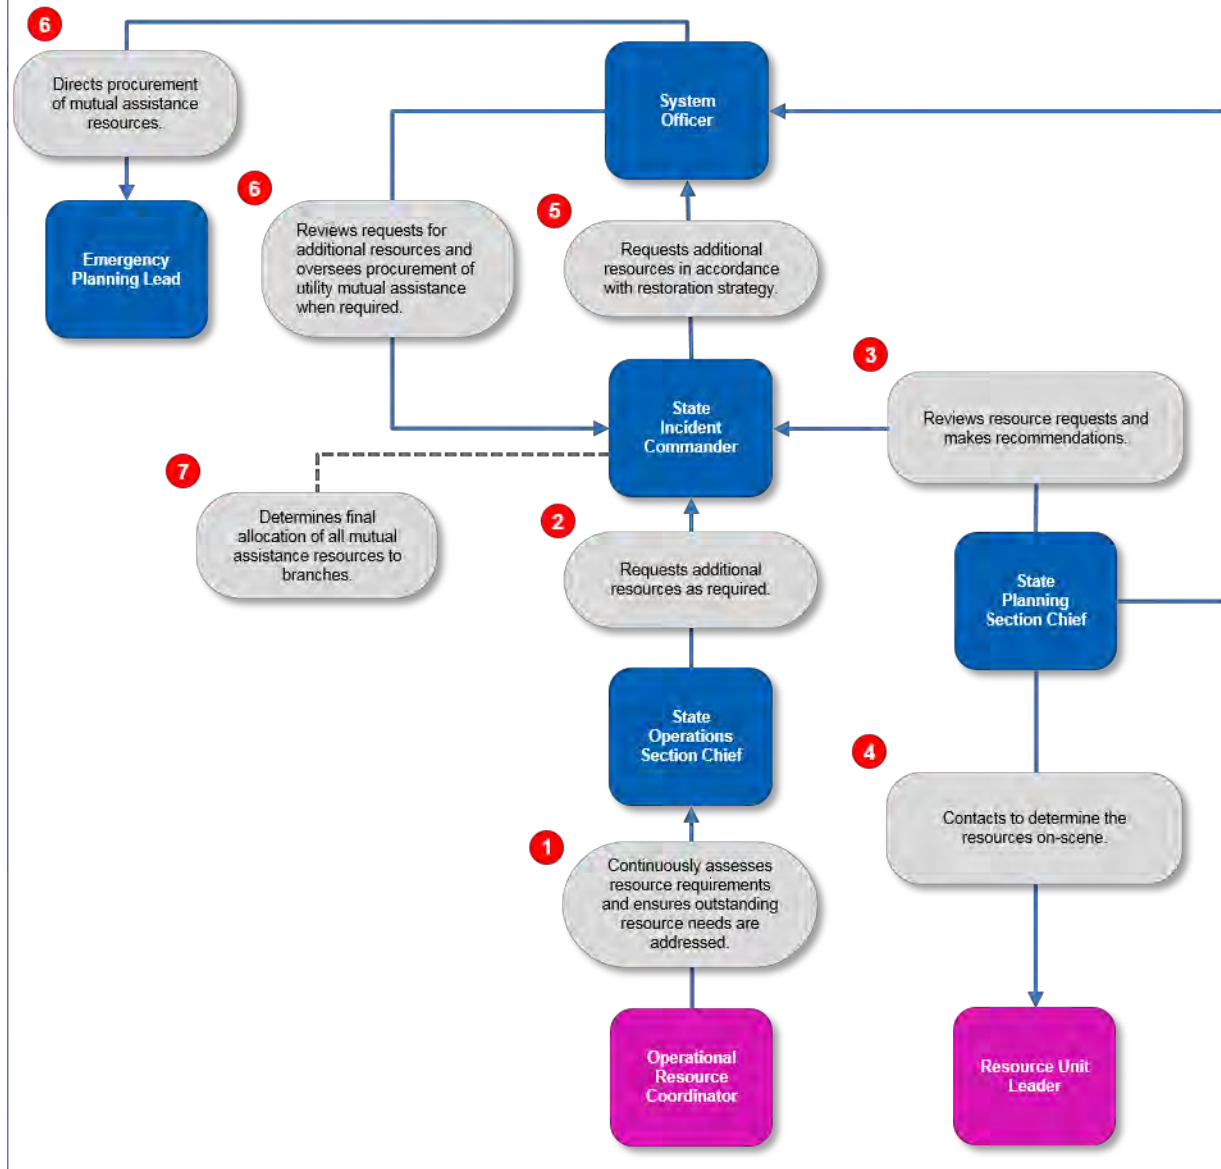 6
Directs procurement
of mutual assistance
resources.
System
Officer
6
5
Emergency
Planning Lead
Reviews requests for
additional resources and
oversees procurement of
utility mutual assistance
when required.
Requests additional
resources in accordance
with restoration strategy.
3
State
Incident
Commander
Reviews resource requests and
makes recommendations.
7
Determines final
allocation of all mutual
assistance resources to
branches.
2
Requests additional
resources as required.
State
Planning
Section Chief
State
Operations
Section Chief
4
Contacts to determine the
resources on-scene.
1
Continuously assesses
resource requirements
and ensures outstanding
resource needs are
addressed.
Operational
Resource
Coordinator
Resource Unit
Leader